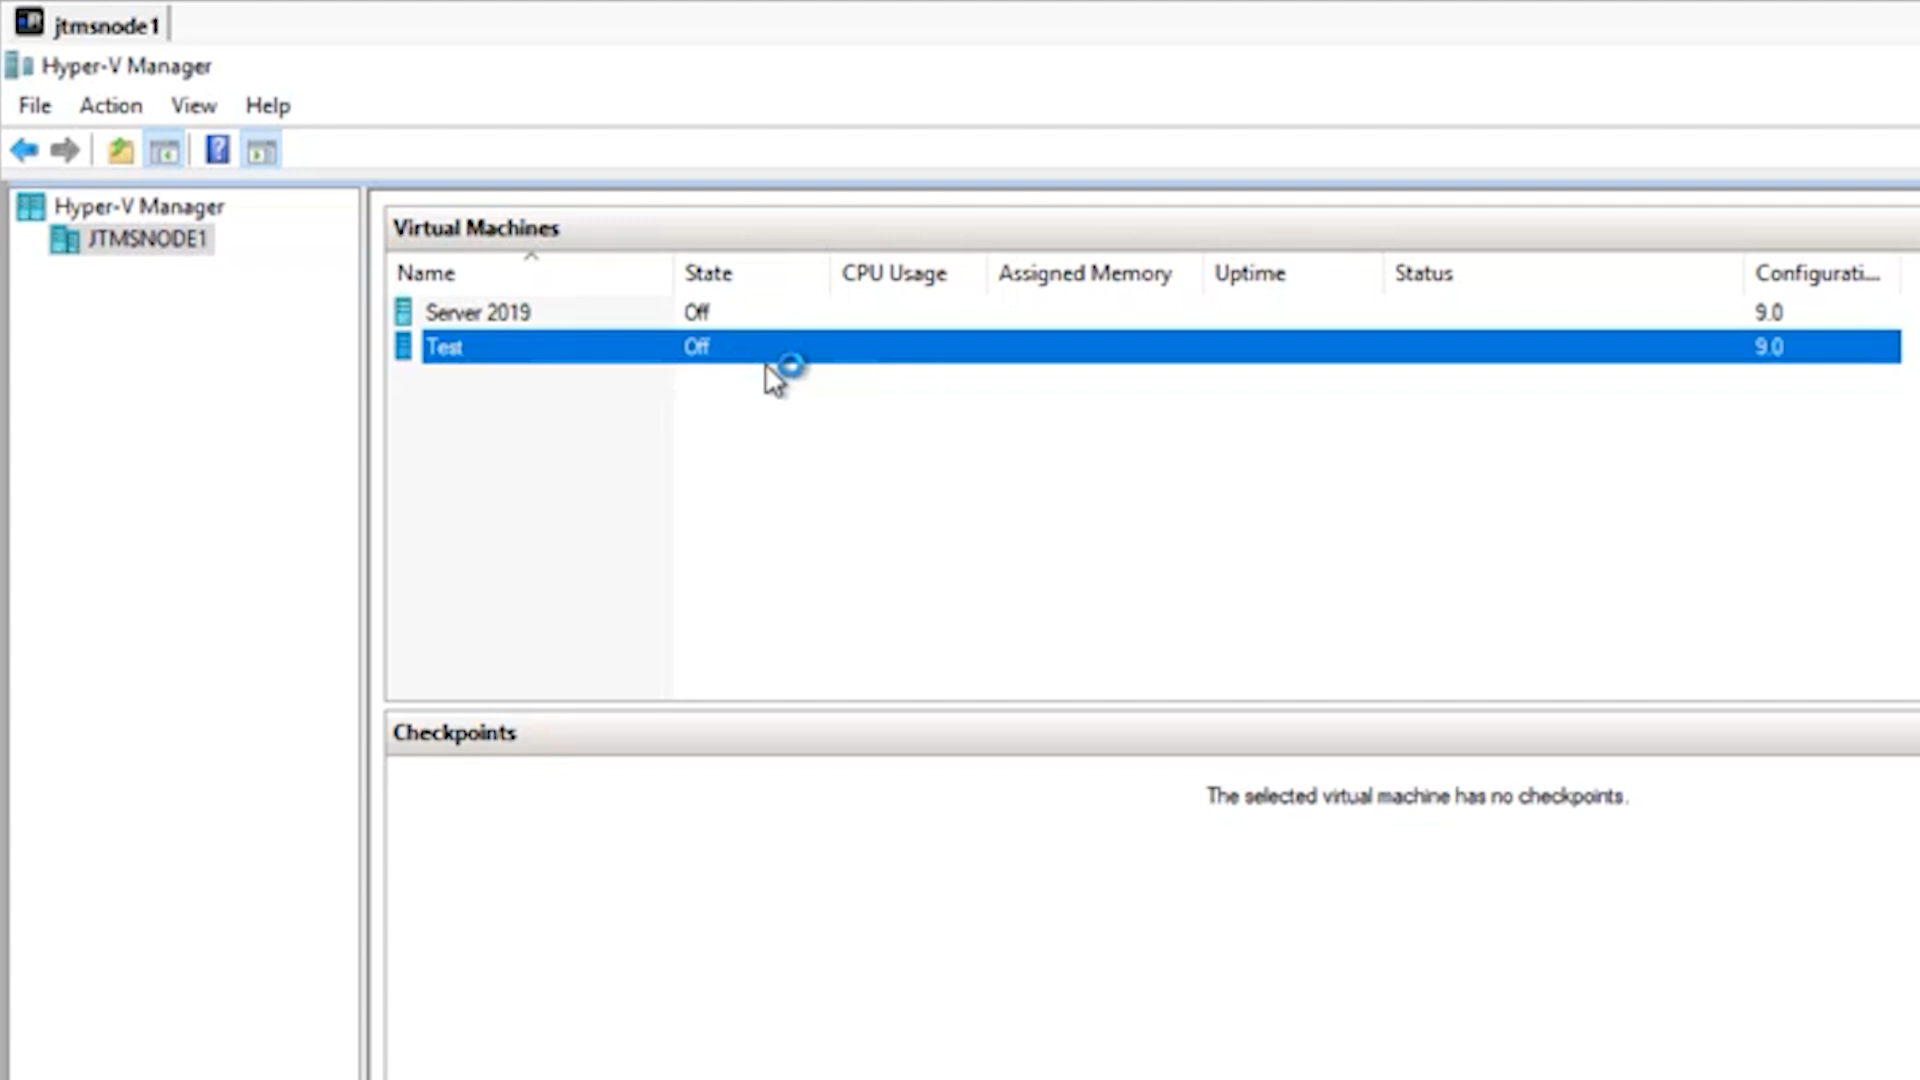 jtmsnode1
Hyper-V Manager
File Action View Help
Hyper-V Manager
JTMSNODE1
Virtual Machines
Name State CPU Usage Assigned Memory Uptime Status Configurati...
Server 2019 Off 9.0
Test Off 9.0
Checkpoints
The selected virtual machine has no checkpoints.